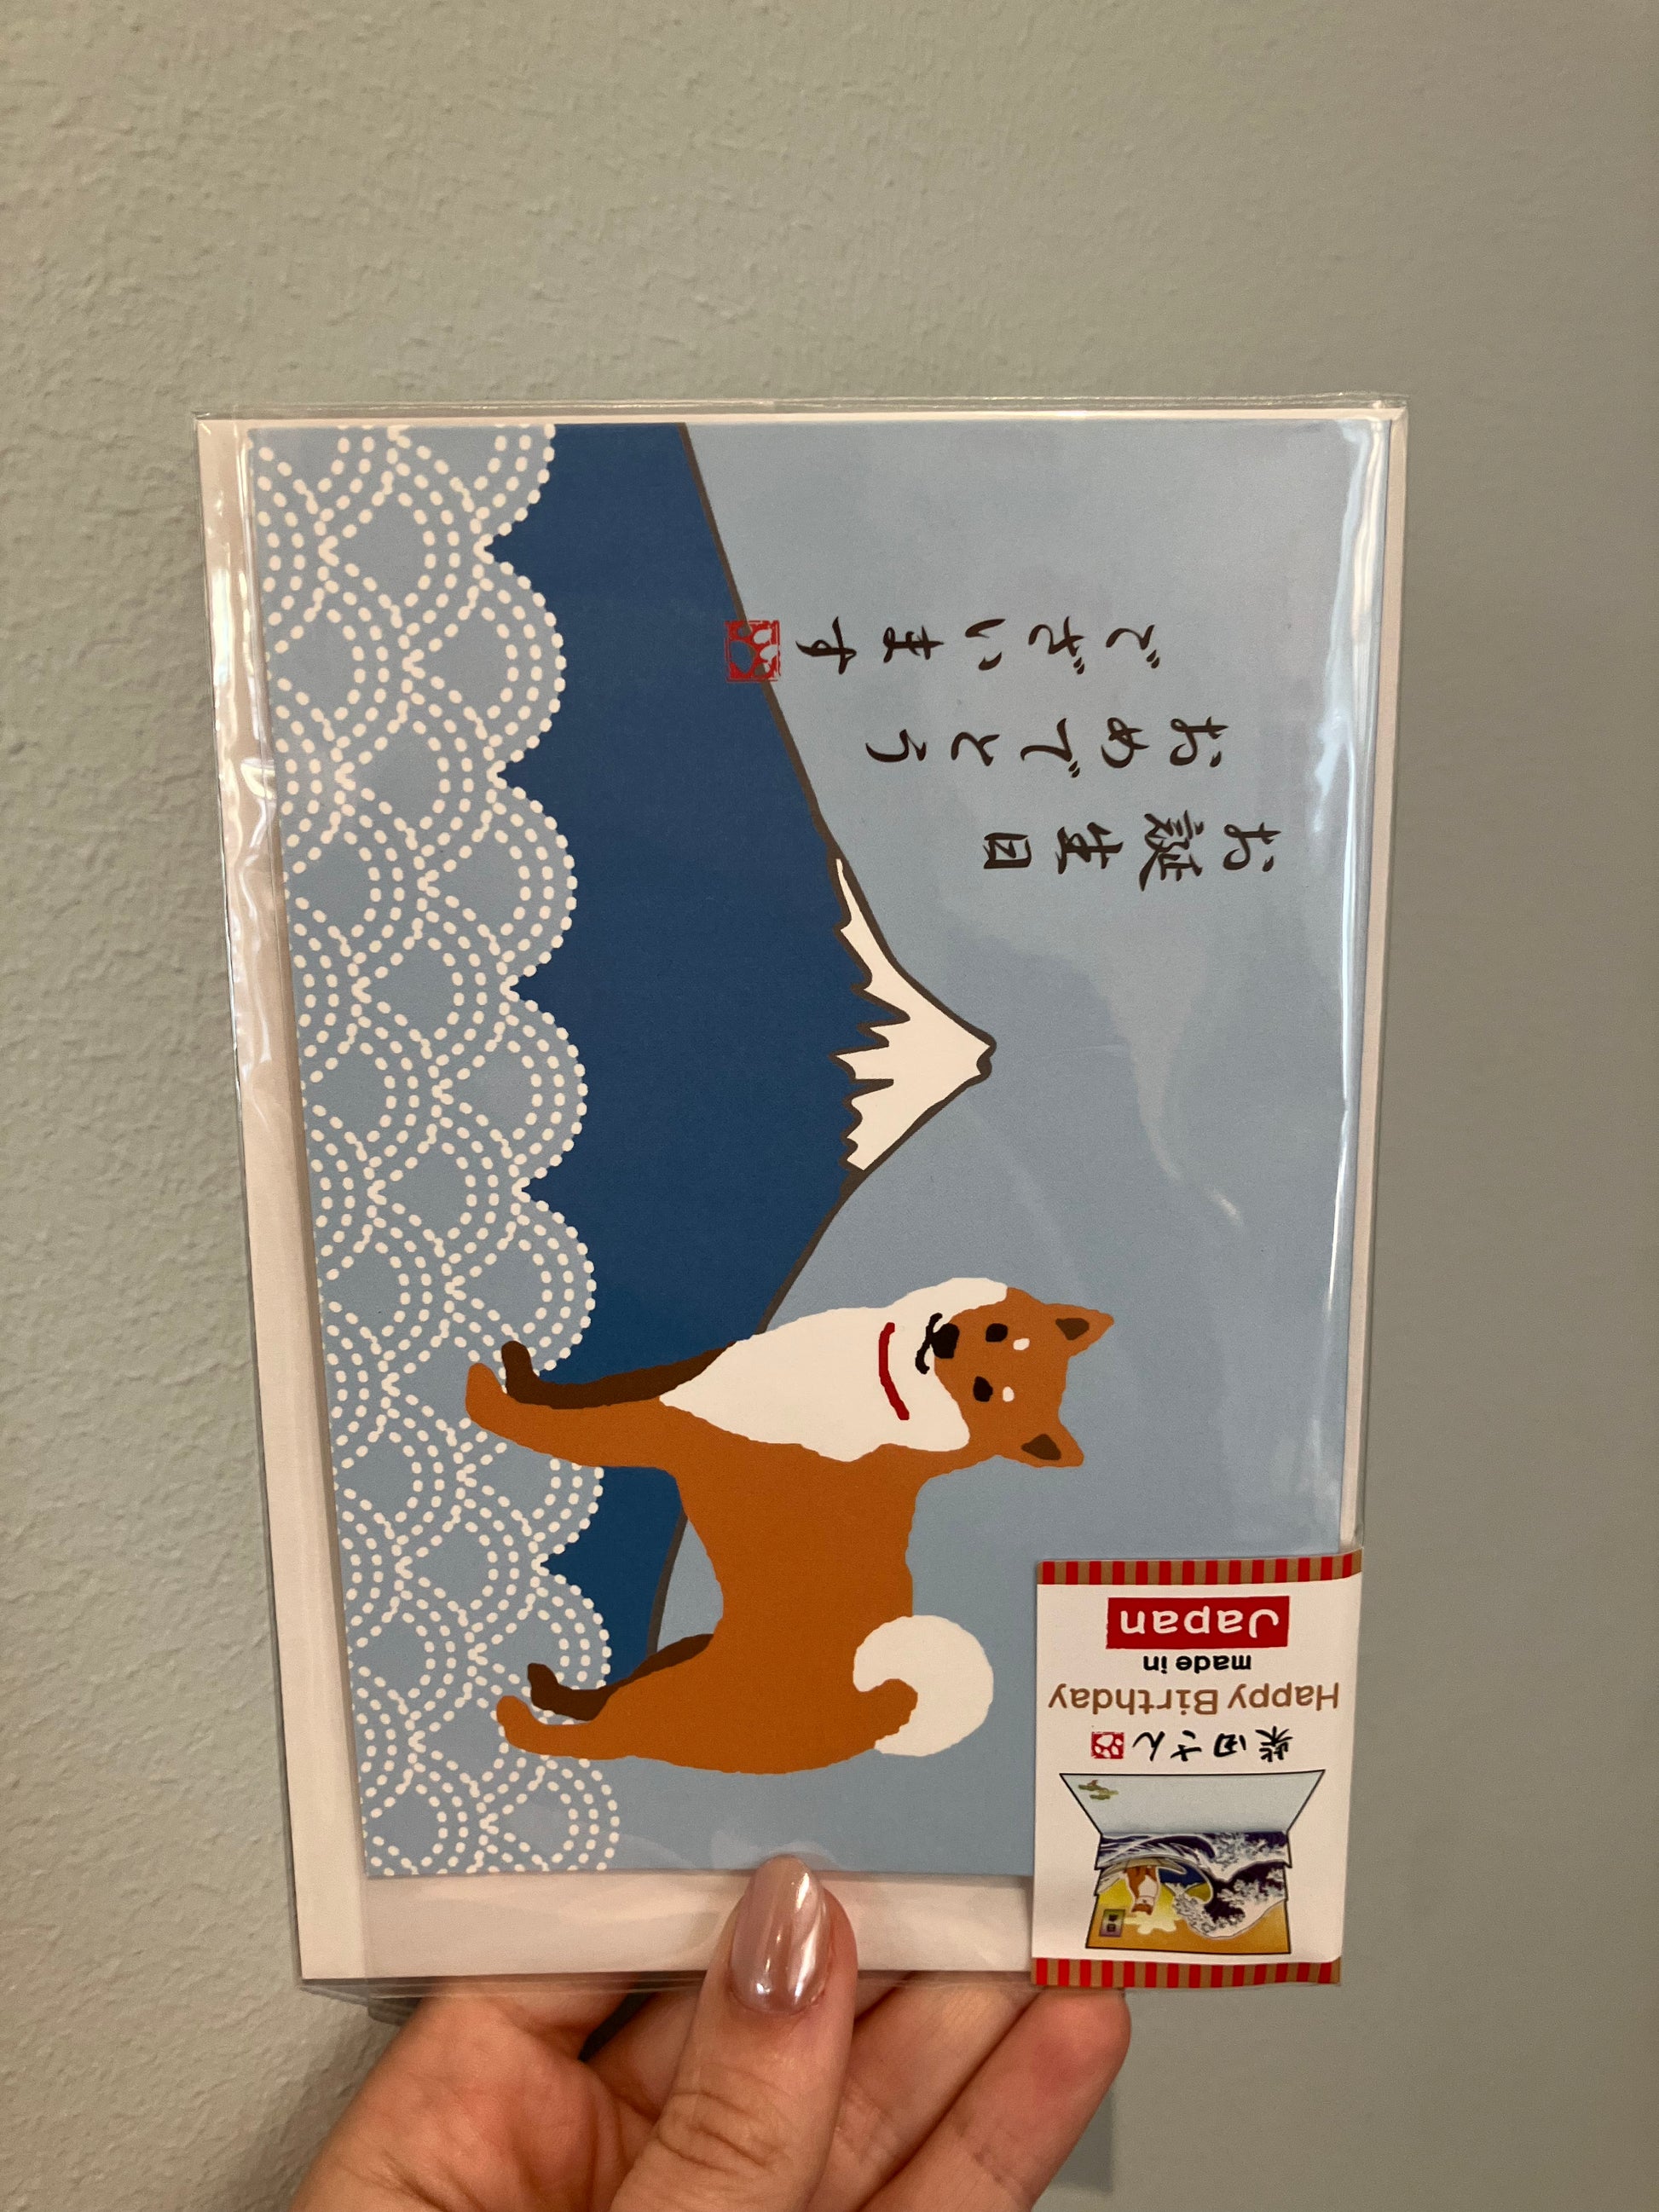 お誕生日
おめでとう
ございます
柴田さん
Happy Birthday
made in
Japan